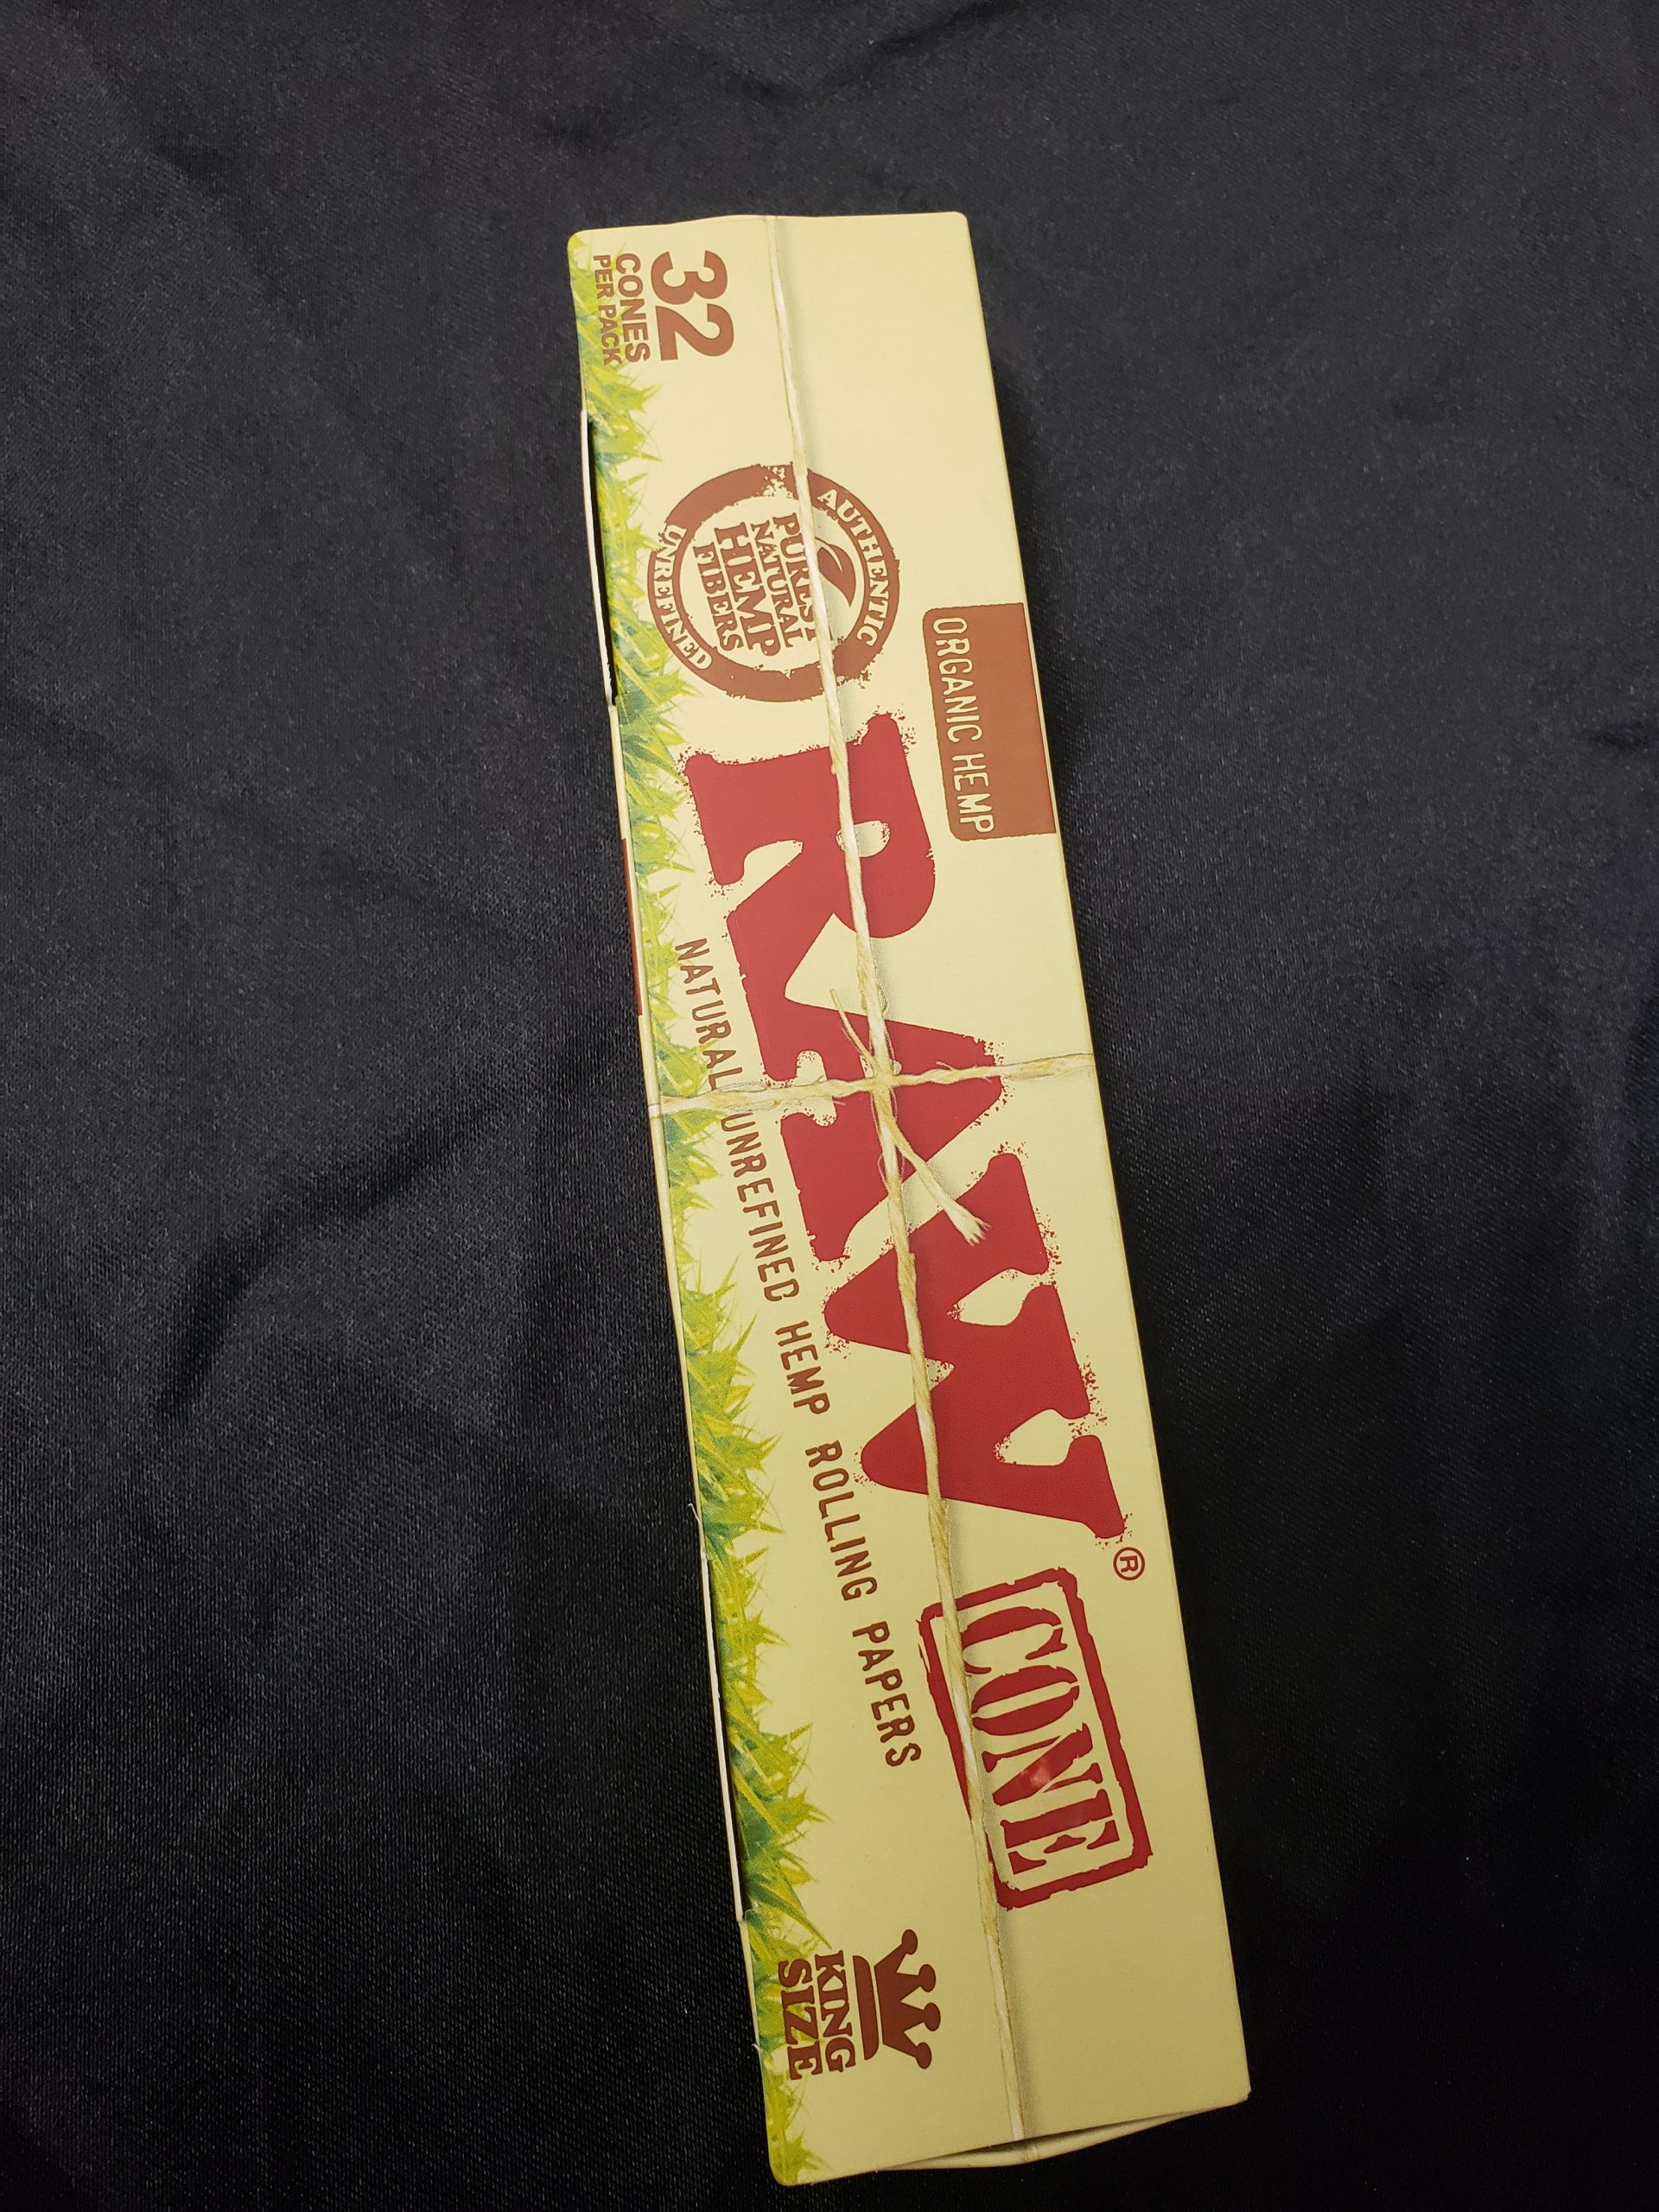 32
CONES
PER PACK
AUTHENTIC
PUREST
NATURAL
HEMP
FIBERS
UNREFINED
ORGANIC HEMP
RAW®
CONE
NATURAL UNREFINED HEMP ROLLING PAPERS
KING
SIZE